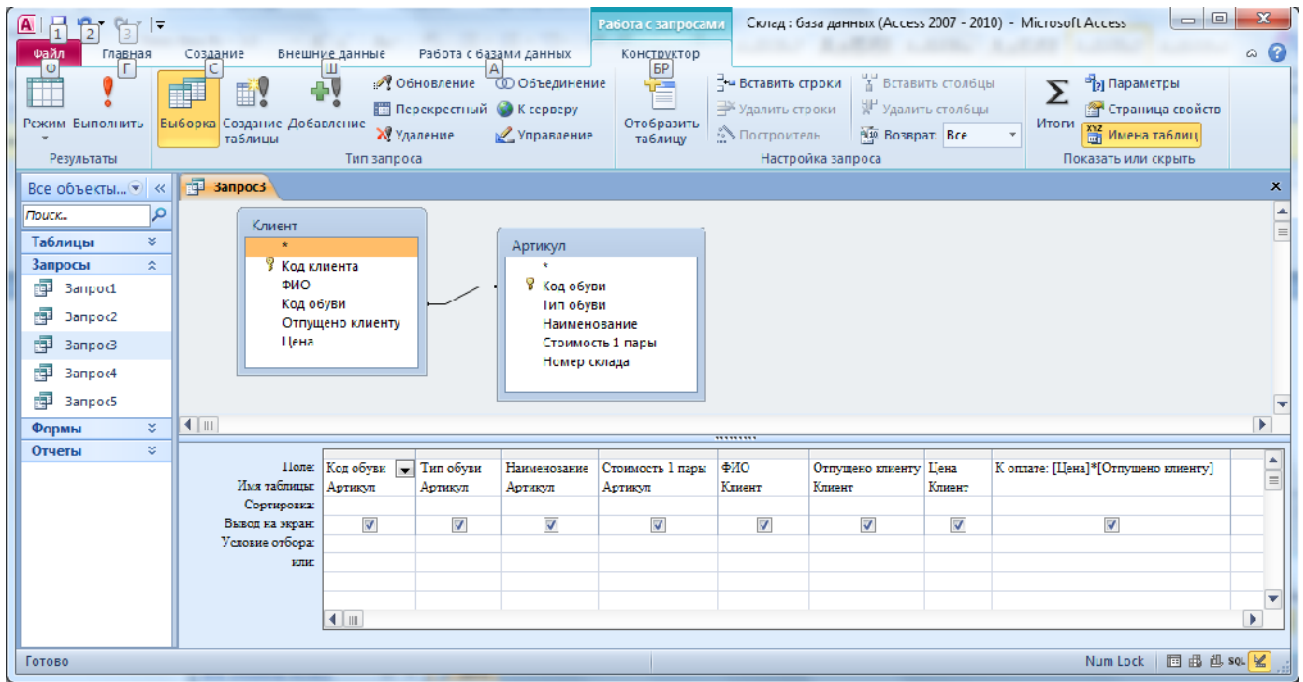 Работа с запросами
Склад : база данных (Access 2007 - 2010) - Microsoft Access
1 2 3
Файл Главная Создание Внешние данные Работа с базами данных Конструктор
Ф Г С Ш А БР
Режим Выполнить
Выборка Создание таблицы Добавление
Обновление
Перекрестный
Удаление
Объединение
К серверу
Управление
Отобразить таблицу
Вставить строки
Удалить строки
Построитель
Вставить столбцы
Удалить столбцы
Возврат: Все
Итоги
Параметры
Страница свойств
Имена таблиц
Результаты Тип запроса Настройка запроса Показать или скрыть
Все объекты...
Поиск...
Таблицы
Запросы
Запрос1
Запрос2
Запрос3
Запрос4
Запрос5
Формы
Отчеты
Запрос3
Клиент
*
Код клиента
ФИО
Код обуви
Отпущено клиенту
Цена
Артикул
*
Код обуви
Тип обуви
Наименование
Стоимость 1 пары
Номер склада
Поле: Код обуви Тип обуви Наименование Стоимость 1 пары ФИО Отпущено клиенту Цена К оплате: [Цена]*[Отпущено клиенту]
Имя таблицы: Артикул Артикул Артикул Артикул Клиент Клиент Клиент
Сортировка:
Вывод на экран:
Условие отбора:
или:
Готово
Num Lock
SQL